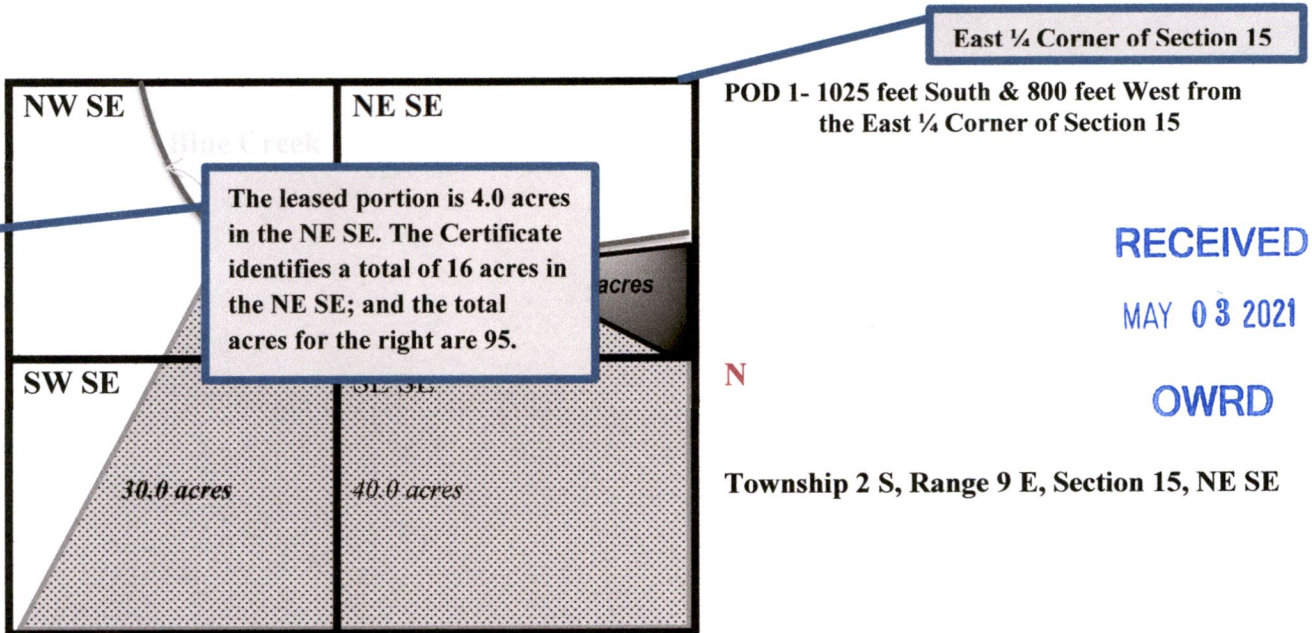 East ¼ Corner of Section 15
NW SE
NE SE
POD 1- 1025 feet South & 800 feet West from
the East ¼ Corner of Section 15
Hine Creek
The leased portion is 4.0 acres
in the NE SE. The Certificate
identifies a total of 16 acres in
the NE SE; and the total
acres for the right are 95.
acres
RECEIVED
MAY 03 2021
OWRD
N
SW SE
SE SE
30.0 acres
40.0 acres
Township 2 S, Range 9 E, Section 15, NE SE